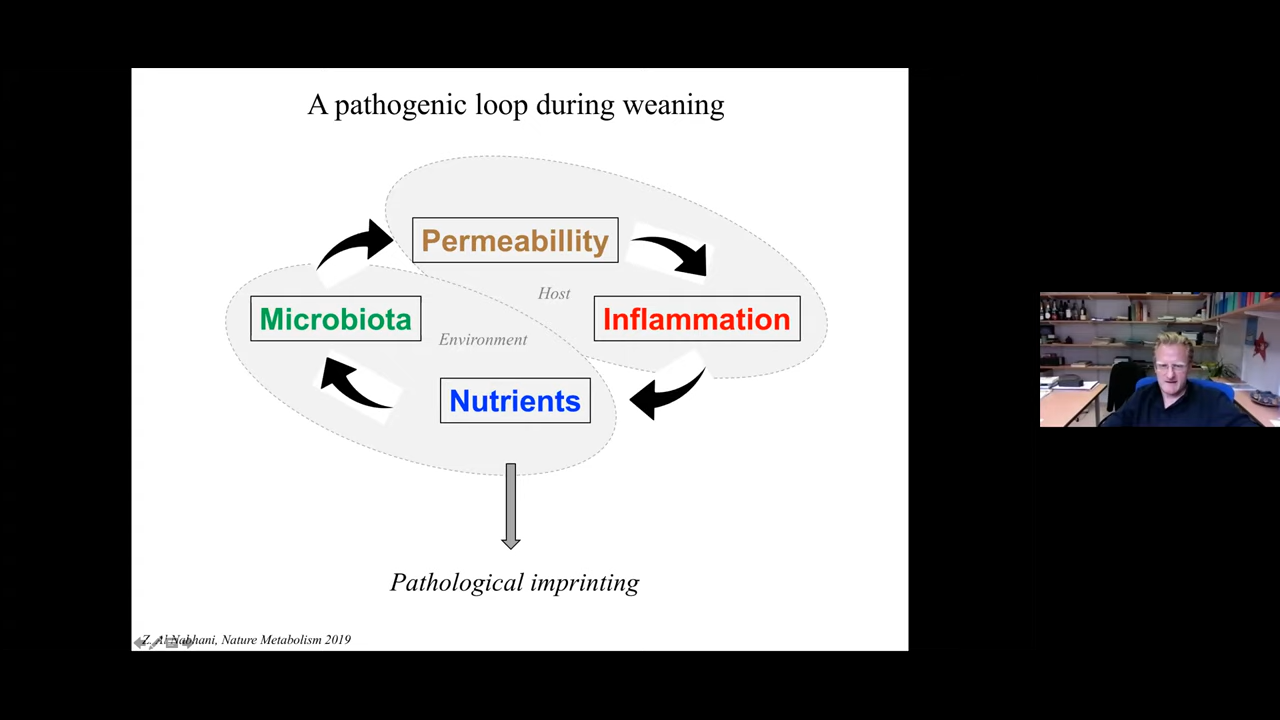 A pathogenic loop during weaning
Permeabillity
Host
Microbiota
Inflammation
Environment
Nutrients
Pathological imprinting
Z. Al Nabhani, Nature Metabolism 2019